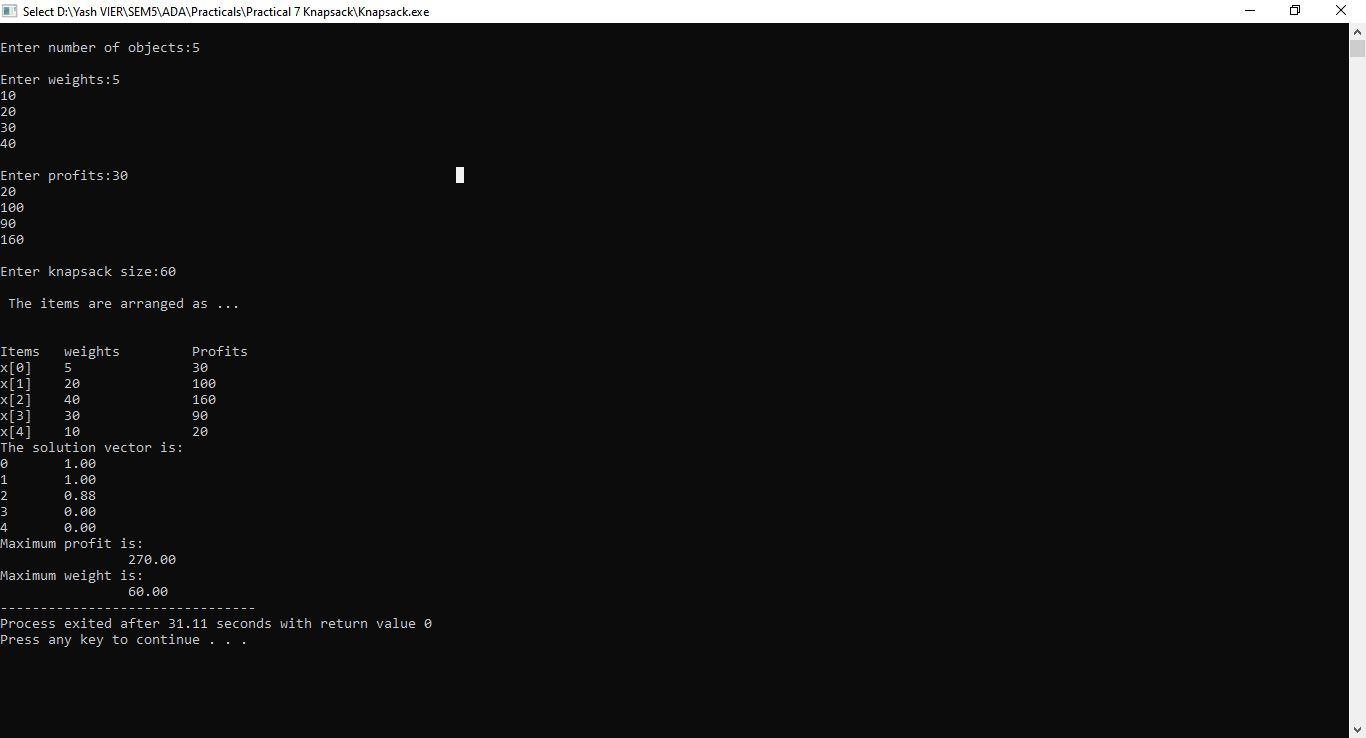 Select D:\Yash VIER\SEM5\ADA\Practicals\Practical 7 Knapsack\Knapsack.exe
Enter number of objects:5
Enter weights:5
10
20
30
40
Enter profits:30
20
100
90
160
Enter knapsack size:60
The items are arranged as ...
Items weights Profits
x[0] 5 30
x[1] 20 100
x[2] 40 160
x[3] 30 90
x[4] 10 20
The solution vector is:
0 1.00
1 1.00
2 0.88
3 0.00
4 0.00
Maximum profit is:
270.00
Maximum weight is:
60.00
--------------------------------
Process exited after 31.11 seconds with return value 0
Press any key to continue . . .